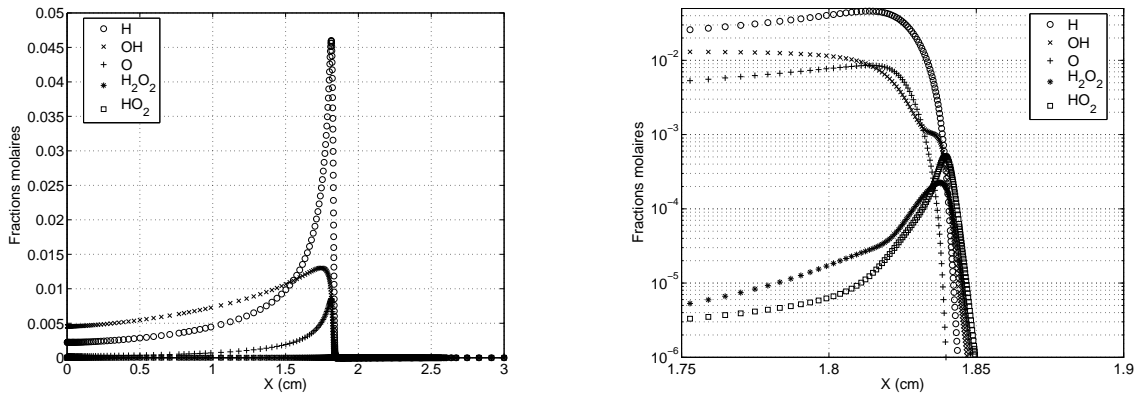 0.05
0.045
0.04
0.035
0.03
0.025
0.02
0.015
0.01
0.005
0
Fractions molaires
H
OH
O
H₂O₂
HO₂
0 0.5 1 1.5 2 2.5 3
X (cm)
10⁻²
10⁻³
10⁻⁴
10⁻⁵
10⁻⁶
Fractions molaires
H
OH
O
H₂O₂
HO₂
1.75 1.8 1.85 1.9
X (cm)